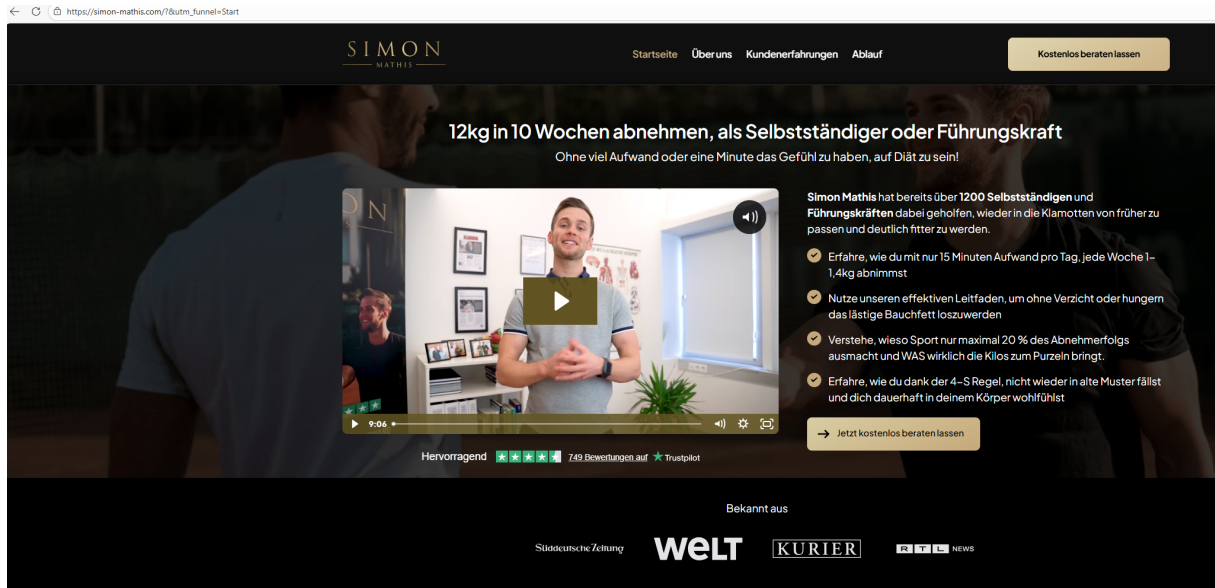 https://simon-mathis.com/?&utm_funnel=Start
SIMON
MATHIS
Startseite Über uns Kundenerfahrungen Ablauf
Kostenlos beraten lassen
12kg in 10 Wochen abnehmen, als Selbstständiger oder Führungskraft
Ohne viel Aufwand oder eine Minute das Gefühl zu haben, auf Diät zu sein!
Simon Mathis hat bereits über 1200 Selbstständigen und
Führungskräften dabei geholfen, wieder in die Klamotten von früher zu
passen und deutlich fitter zu werden.
Erfahre, wie du mit nur 15 Minuten Aufwand pro Tag, jede Woche 1–
1,4kg abnimmst
Nutze unseren effektiven Leitfaden, um ohne Verzicht oder hungern
das lästige Bauchfett loszuwerden
Verstehe, wieso Sport nur maximal 20 % des Abnehmerfolgs
ausmacht und WAS wirklich die Kilos zum Purzeln bringt.
Erfahre, wie du dank der 4–S Regel, nicht wieder in alte Muster fällst
und dich dauerhaft in deinem Körper wohlfühlst
Jetzt kostenlos beraten lassen
9:06
Hervorragend 749 Bewertungen auf Trustpilot
Bekannt aus
Süddeutsche Zeitung WELT KURIER RTL NEWS